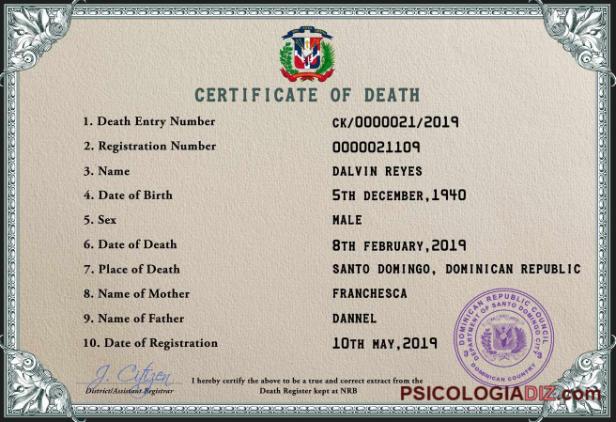 CERTIFICATE OF DEATH
1. Death Entry Number CK/0000021/2019
2. Registration Number 0000021109
3. Name DALVIN REYES
4. Date of Birth 5TH DECEMBER,1940
5. Sex MALE
6. Date of Death 8TH FEBRUARY,2019
7. Place of Death SANTO DOMINGO, DOMINICAN REPUBLIC
8. Name of Mother FRANCHESCA
9. Name of Father DANNEL
10. Date of Registration 10TH MAY,2019
DOMINICAN REPUBLIC COUNCIL
DEPARTMENT OF SANTO DOMINGO CITY
DOMINICAN COUNTRY
J. Citizen
District/Assistant Registrar
I hereby certify the above to be a true and correct extract from the
Death Register kept at NRB
PSICOLOGIADIZ.com